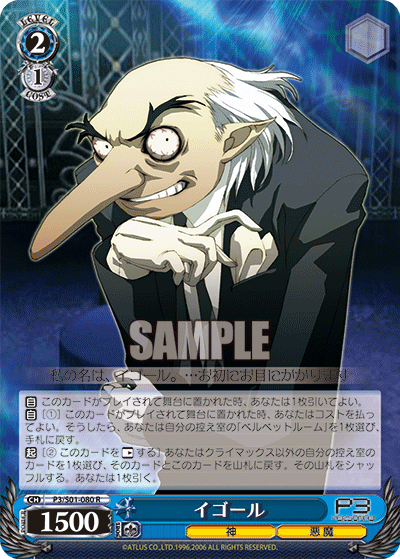 LEVEL
2
1
COST
SAMPLE
私の名は、イゴール。…お初にお目にかかります
自 このカードがプレイされて舞台に置かれた時、あなたは1枚引いてよい。
自 [①] このカードがプレイされて舞台に置かれた時、あなたはコストを払っ
てよい。そうしたら、あなたは自分の控え室の「ベルベットルーム」を1枚選び、
手札に戻す。
起 [② このカードを する] あなたはクライマックス以外の自分の控え室
のカードを1枚選び、そのカードとこのカードを山札に戻す。その山札をシャッ
フルする。あなたは1枚引く。
CH P3/S01-080 R
POWER
1500
イゴール
P3
神 悪魔
©ATLUS CO.,LTD.1996,2006 ALL RIGHTS RESERVED.